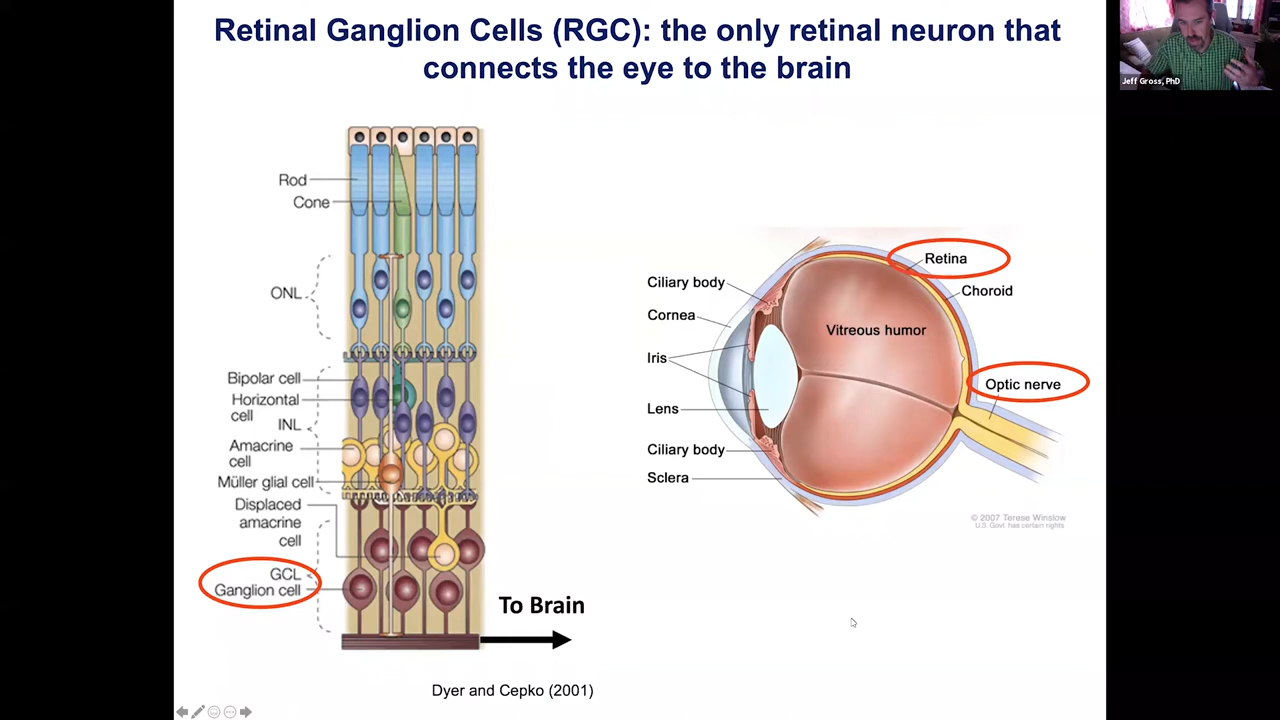 Retinal Ganglion Cells (RGC): the only retinal neuron that
connects the eye to the brain
Jeff Gross, PhD
Rod
Cone
ONL
Bipolar cell
Horizontal
cell
INL
Amacrine
cell
Müller glial cell
Displaced
amacrine
cell
GCL
Ganglion cell
To Brain
Dyer and Cepko (2001)
Retina
Choroid
Ciliary body
Cornea
Vitreous humor
Iris
Optic nerve
Lens
Ciliary body
Sclera
© 2007 Terese Winslow
U.S. Govt. has certain rights